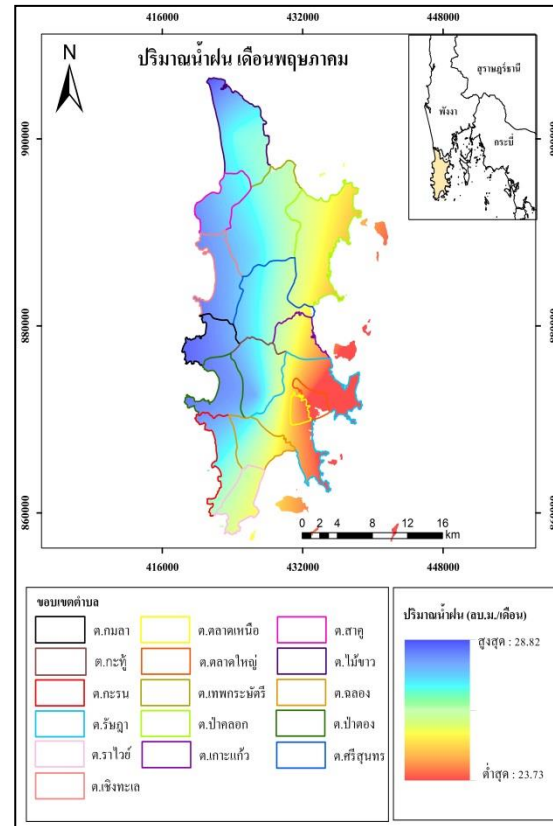 416000 432000 448000
N
ปริมาณน้ำฝน เดือนพฤษภาคม
สุราษฎร์ธานี
พังงา
กระบี่
900000
880000
880000
860000
0 2 4 8 12 16
km
416000 432000 448000
ขอบเขตตำบล
ต.กมลา ต.ตลาดเหนือ ต.สาคู
ต.กะทู้ ต.ตลาดใหญ่ ต.ไม้ขาว
ต.กะรน ต.เทพกระษัตรี ต.ฉลอง
ต.รัษฎา ต.ป่าคลอก ต.ป่าตอง
ต.ราไวย์ ต.เกาะแก้ว ต.ศรีสุนทร
ต.เชิงทะเล
ปริมาณน้ำฝน (ลบ.ม./เดือน)
สูงสุด : 28.82
ต่ำสุด : 23.73